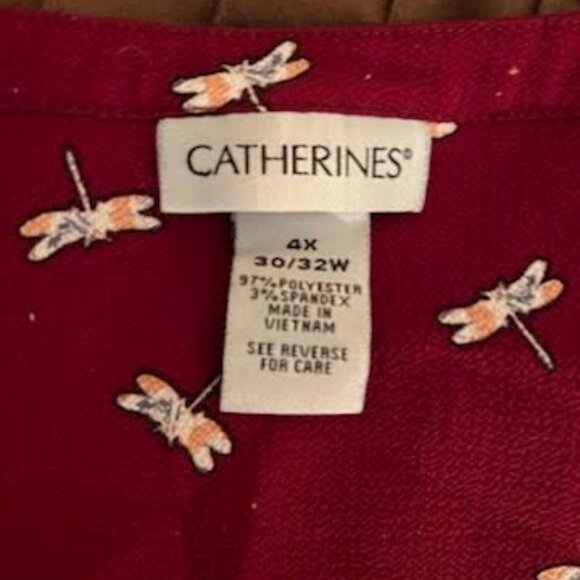 CATHERINES®
4X
30/32W
97% POLYESTER
3% SPANDEX
MADE IN
VIETNAM
SEE REVERSE
FOR CARE